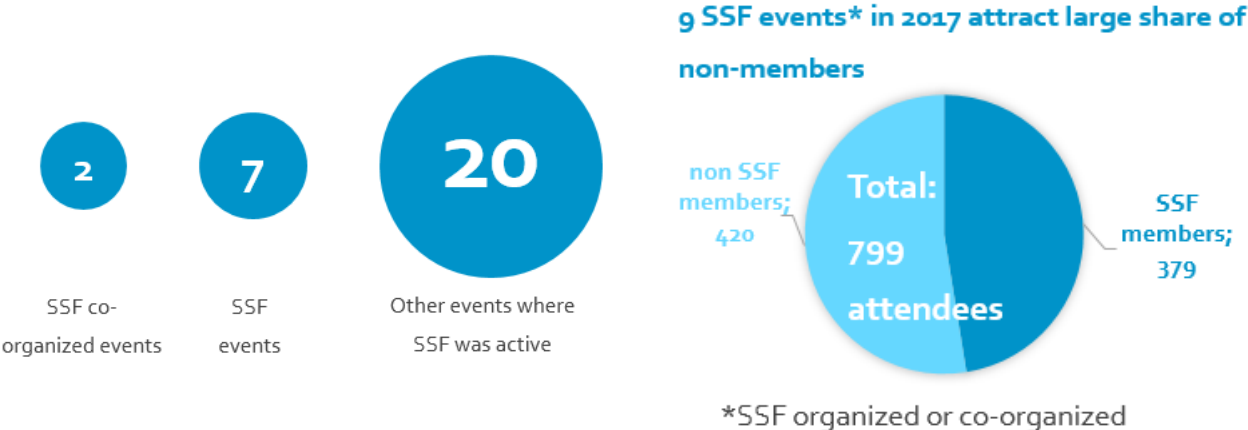 2
7
20
SSF co-
organized events
SSF
events
Other events where
SSF was active
9 SSF events* in 2017 attract large share of
non-members
non SSF
members;
420
Total:
799
attendees
SSF
members;
379
*SSF organized or co-organized